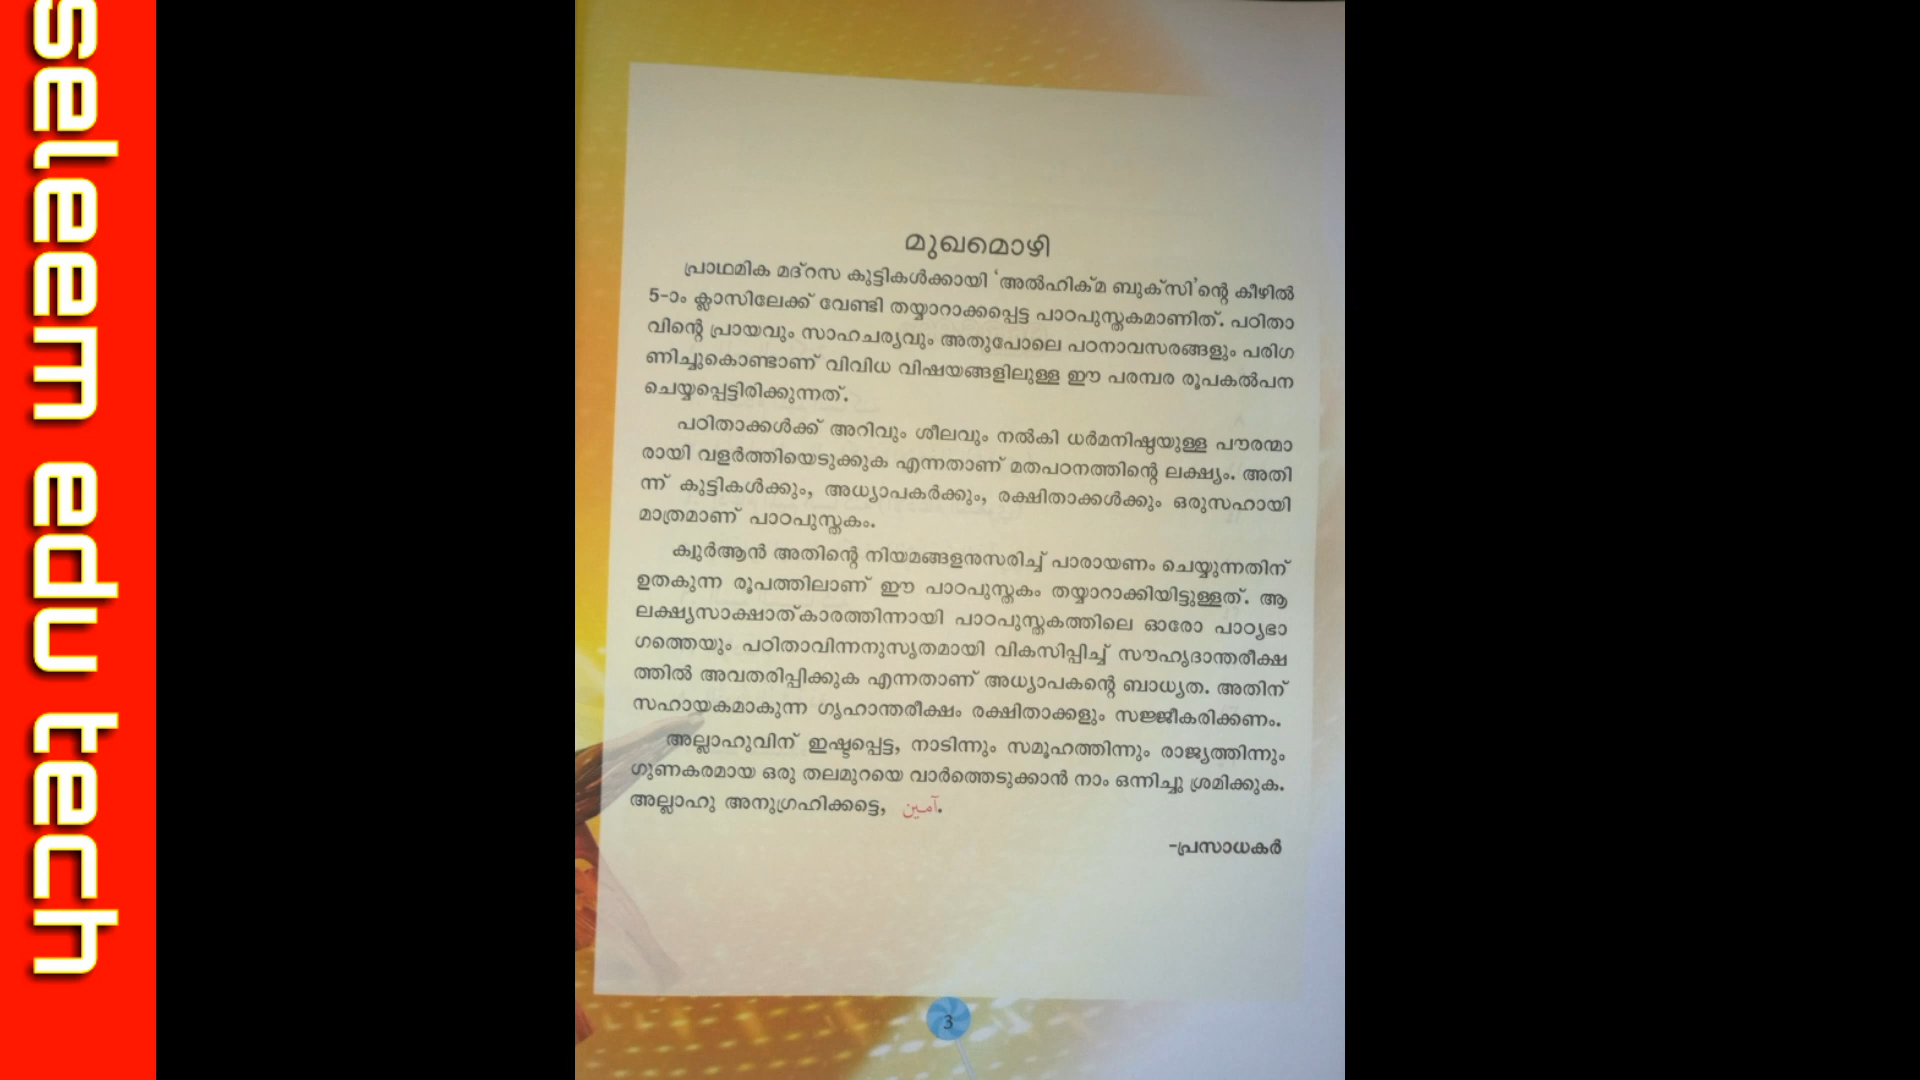 saleem edu tech
മുഖമൊഴി
പ്രാഥമിക മദ്റസ കുട്ടികൾക്കായി ‘അൽഹിക്മ ബുക്സി’ന്റെ കീഴിൽ
5-ാം ക്ലാസിലേക്ക് വേണ്ടി തയ്യാറാക്കപ്പെട്ട പാഠപുസ്തകമാണിത്. പഠിതാ
വിന്റെ പ്രായവും സാഹചര്യവും അതുപോലെ പഠനാവസരങ്ങളും പരിഗ
ണിച്ചുകൊണ്ടാണ് വിവിധ വിഷയങ്ങളിലുള്ള ഈ പരമ്പര രൂപകൽപന
ചെയ്യപ്പെട്ടിരിക്കുന്നത്.
പഠിതാക്കൾക്ക് അറിവും ശീലവും നൽകി ധർമനിഷ്ഠയുള്ള പൗരന്മാ
രായി വളർത്തിയെടുക്കുക എന്നതാണ് മതപഠനത്തിന്റെ ലക്ഷ്യം. അതി
ന്ന് കുട്ടികൾക്കും, അധ്യാപകർക്കും, രക്ഷിതാക്കൾക്കും ഒരുസഹായി
മാത്രമാണ് പാഠപുസ്തകം.
ക്വുർആൻ അതിന്റെ നിയമങ്ങളനുസരിച്ച് പാരായണം ചെയ്യുന്നതിന്
ഉതകുന്ന രൂപത്തിലാണ് ഈ പാഠപുസ്തകം തയ്യാറാക്കിയിട്ടുള്ളത്. ആ
ലക്ഷ്യസാക്ഷാത്കാരത്തിന്നായി പാഠപുസ്തകത്തിലെ ഓരോ പാഠ്യഭാ
ഗത്തെയും പഠിതാവിന്നനുസൃതമായി വികസിപ്പിച്ച് സൗഹൃദാന്തരീക്ഷ
ത്തിൽ അവതരിപ്പിക്കുക എന്നതാണ് അധ്യാപകന്റെ ബാധ്യത. അതിന്
സഹായകമാകുന്ന ഗൃഹാന്തരീക്ഷം രക്ഷിതാക്കളും സജ്ജീകരിക്കണം.
അല്ലാഹുവിന് ഇഷ്ടപ്പെട്ട, നാടിന്നും സമൂഹത്തിന്നും രാജ്യത്തിന്നും
ഗുണകരമായ ഒരു തലമുറയെ വാർത്തെടുക്കാൻ നാം ഒന്നിച്ചു ശ്രമിക്കുക.
അല്ലാഹു അനുഗ്രഹിക്കട്ടെ, آمين.
-പ്രസാധകർ
3